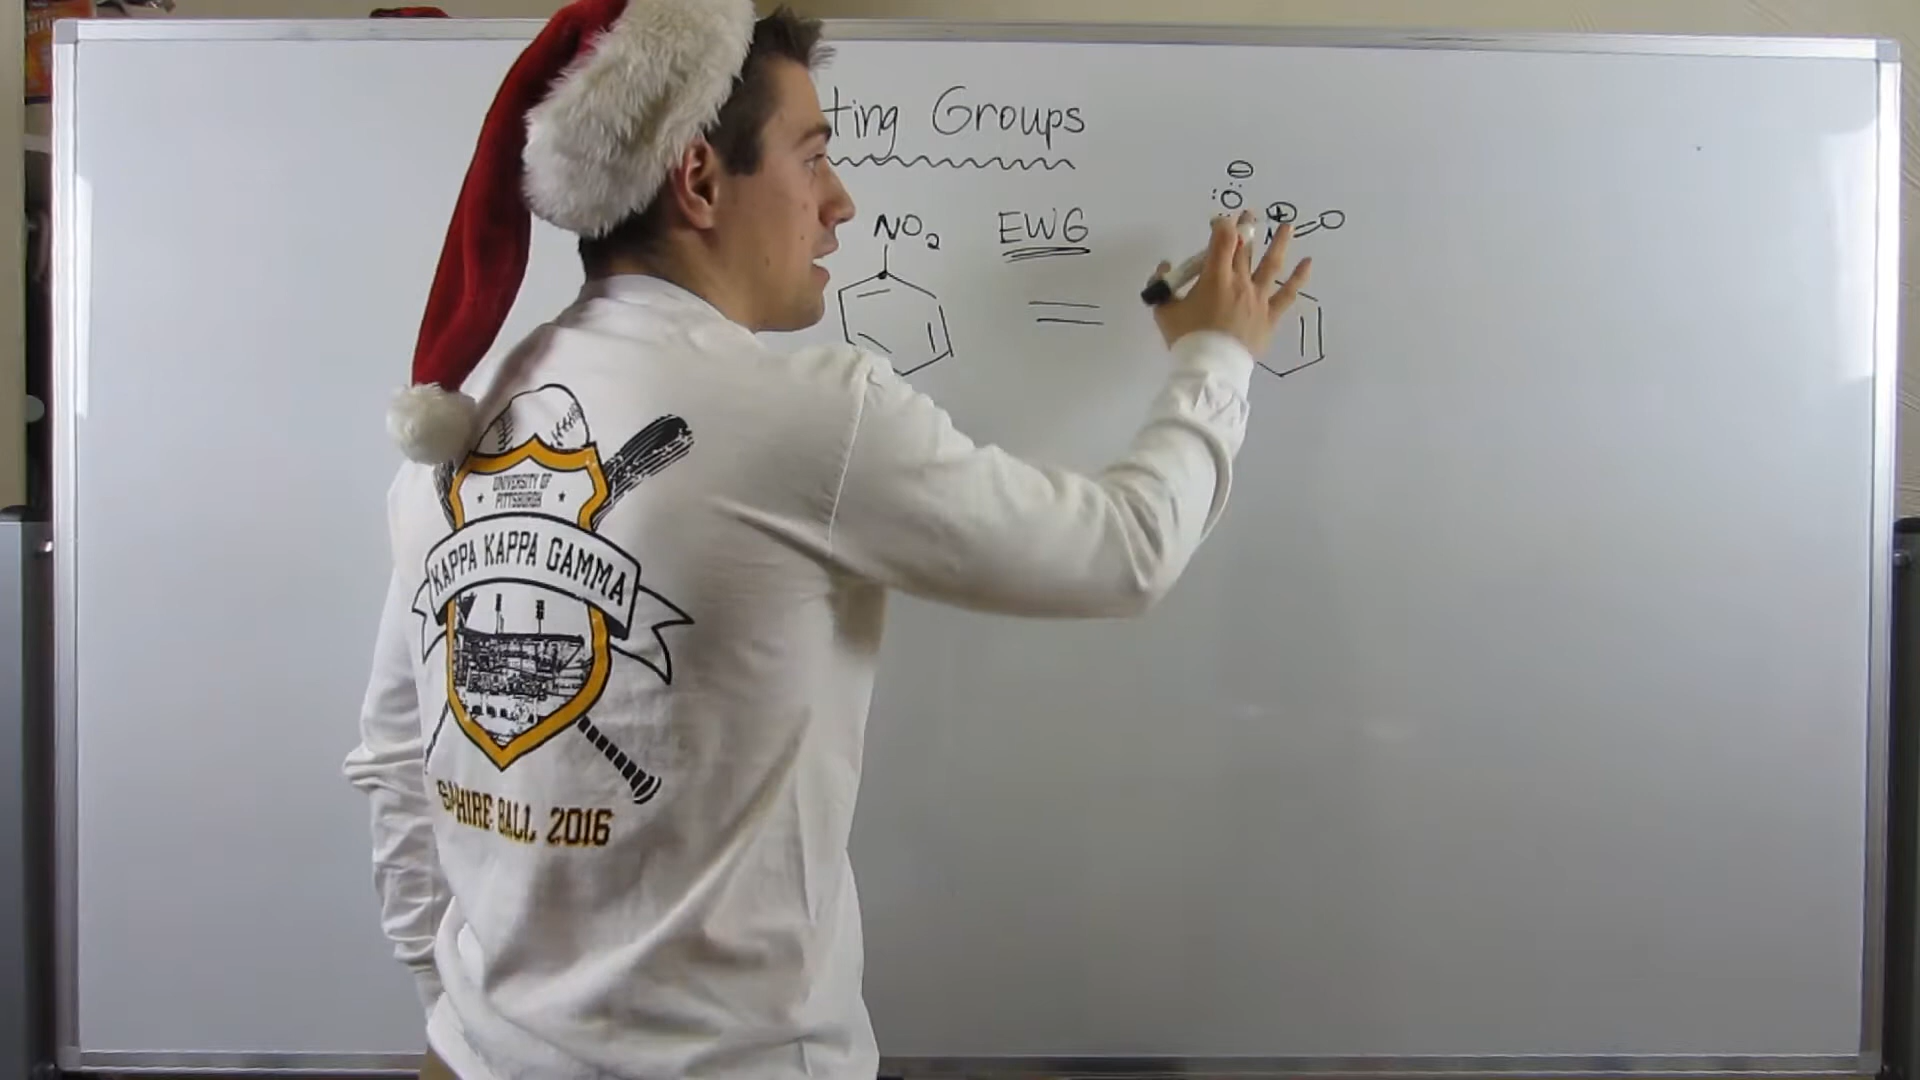 ting Groups
NO2
EWG
=
:O: ⊖
N ⊕ = O
UNIVERSITY OF
PITTSBURGH
KAPPA KAPPA GAMMA
BALL 2016